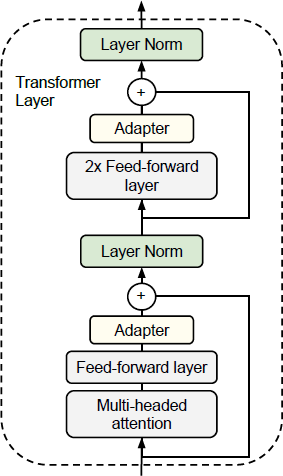 Layer Norm
Transformer
Layer
+
Adapter
2x Feed-forward
layer
Layer Norm
+
Adapter
Feed-forward layer
Multi-headed
attention